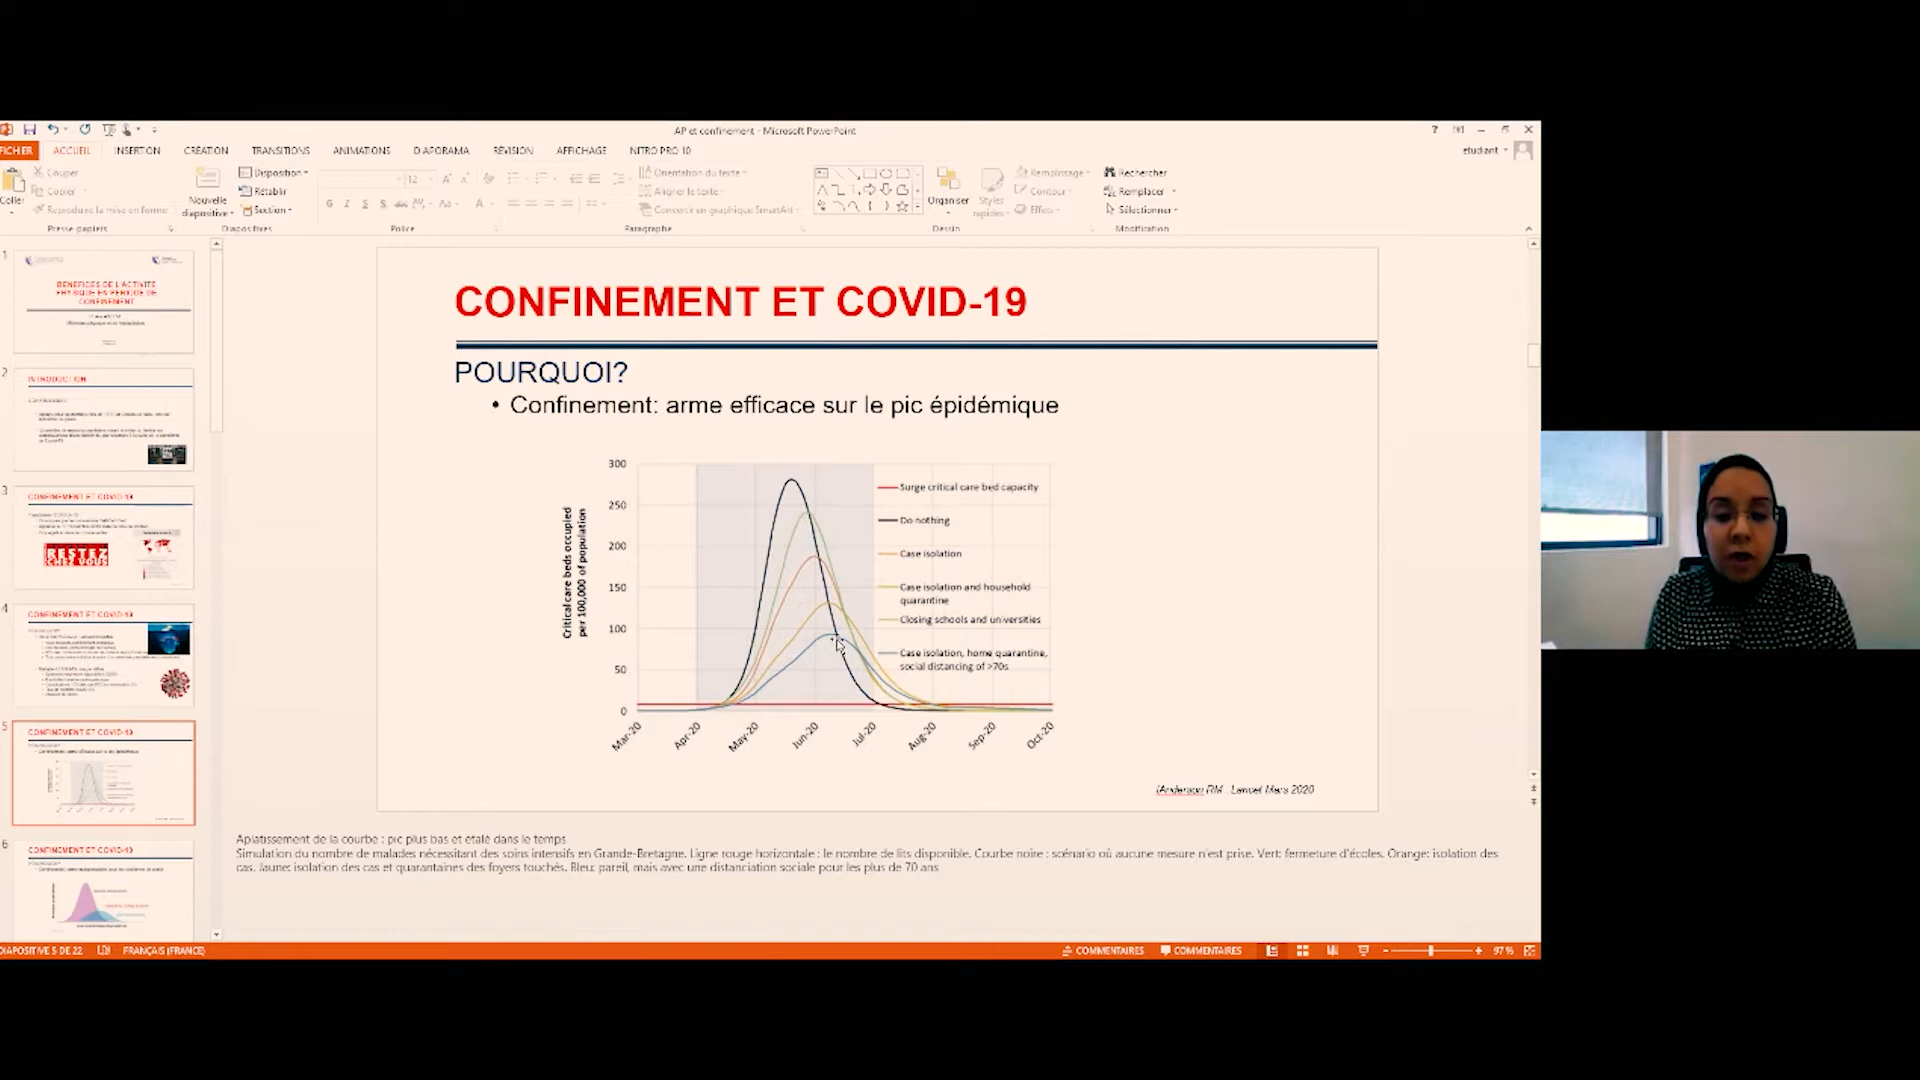 AP et confinement - Microsoft PowerPoint
FICHIER ACCUEIL INSERTION CRÉATION TRANSITIONS ANIMATIONS DIAPORAMA RÉVISION AFFICHAGE NITRO PRO 10
etudiant
Coller
Couper
Copier
Reproduire la mise en forme
Presse-papiers
Nouvelle
diapositive
Disposition
Rétablir
Section
Diapositives
12
Police
Orientation du texte
Aligner le texte
Convertir en graphique SmartArt
Paragraphe
Organiser
Styles
rapides
Remplissage
Contour
Effets
Dessin
Rechercher
Remplacer
Sélectionner
Modification
1
BENEFICES DE L'ACTIVITE
PHYSIQUE EN PERIODE DE
CONFINEMENT
2
INTRODUCTION
3
CONFINEMENT ET COVID-19
RESTEZ
CHEZ VOUS
4
CONFINEMENT ET COVID-19
5
CONFINEMENT ET COVID-19
6
CONFINEMENT ET COVID-19
CONFINEMENT ET COVID-19
POURQUOI?
• Confinement: arme efficace sur le pic épidémique
Critical care beds occupied
per 100,000 of population
300
250
200
150
100
50
0
Mar-20 Apr-20 May-20 Jun-20 Jul-20 Aug-20 Sep-20 Oct-20
Surge critical care bed capacity
Do nothing
Case isolation
Case isolation and household
quarantine
Closing schools and universities
Case isolation, home quarantine,
social distancing of >70s
(Anderson RM . Lancet Mars 2020
Aplatissement de la courbe : pic plus bas et etalé dans le temps
Simulation du nombre de malades nécessitant des soins intensifs en Grande-Bretagne. Ligne rouge horizontale : le nombre de lits disponible. Courbe noire : scénario où aucune mesure n'est prise. Vert: fermeture d'écoles. Orange: isolation des
cas. Jaune: isolation des cas et quarantaines des foyers touchés. Bleu: pareil, mais avec une distanciation sociale pour les plus de 70 ans
DIAPOSITIVE 5 DE 22 FRANÇAIS (FRANCE)
COMMENTAIRES COMMENTAIRES 97 %